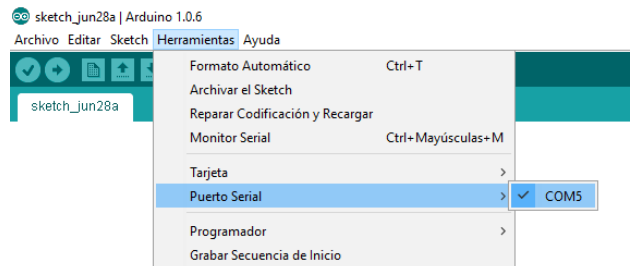 sketch_jun28a | Arduino 1.0.6
Archivo Editar Sketch Herramientas Ayuda
sketch_jun28a
Formato Automático Ctrl+T
Archivar el Sketch
Reparar Codificación y Recargar
Monitor Serial Ctrl+Mayúsculas+M
Tarjeta
Puerto Serial
COM5
Programador
Grabar Secuencia de Inicio